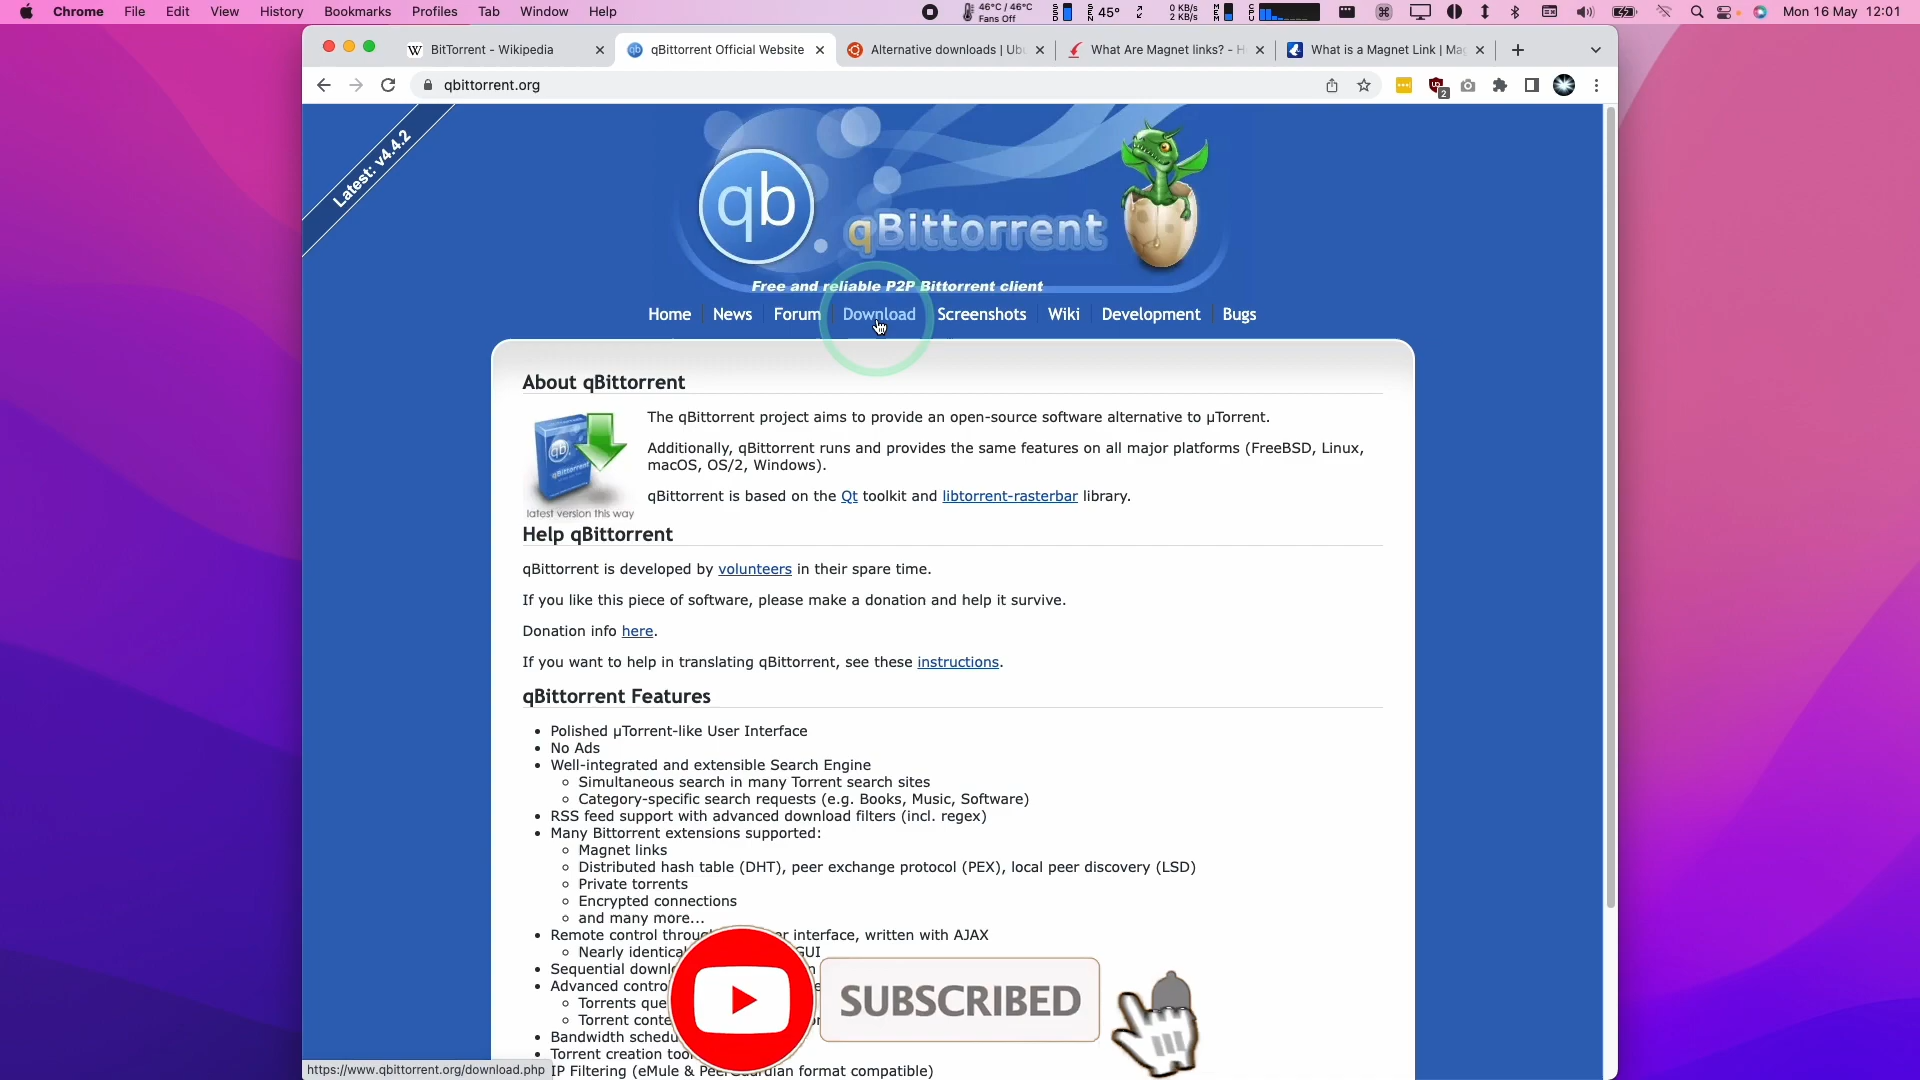 Chrome File Edit View History Bookmarks Profiles Tab Window Help
46°C / 46°C
Fans Off
45°
0 KB/s
2 KB/s
Mon 16 May 12:01
BitTorrent - Wikipedia
qBittorrent Official Website
Alternative downloads | Ubu
What Are Magnet links? - H
What is a Magnet Link | Mag
qbittorrent.org
2
Latest: v4.4.2
qb
qBittorrent
Free and reliable P2P Bittorrent client
Home News Forum Download Screenshots Wiki Development Bugs
About qBittorrent
The qBittorrent project aims to provide an open-source software alternative to µTorrent.
Additionally, qBittorrent runs and provides the same features on all major platforms (FreeBSD, Linux,
macOS, OS/2, Windows).
qBittorrent is based on the Qt toolkit and libtorrent-rasterbar library.
latest version this way
Help qBittorrent
qBittorrent is developed by volunteers in their spare time.
If you like this piece of software, please make a donation and help it survive.
Donation info here.
If you want to help in translating qBittorrent, see these instructions.
qBittorrent Features
• Polished µTorrent-like User Interface
• No Ads
• Well-integrated and extensible Search Engine
Simultaneous search in many Torrent search sites
Category-specific search requests (e.g. Books, Music, Software)
• RSS feed support with advanced download filters (incl. regex)
• Many Bittorrent extensions supported:
Magnet links
Distributed hash table (DHT), peer exchange protocol (PEX), local peer discovery (LSD)
Private torrents
Encrypted connections
and many more...
• Remote control interface, written with AJAX
Nearly GUI
• Sequential
• Advanced
Torrents
Torrent
• Bandwidth
• Torrent creation
IP Filtering (eMule & format compatible)
SUBSCRIBED
https://www.qbittorrent.org/download.php